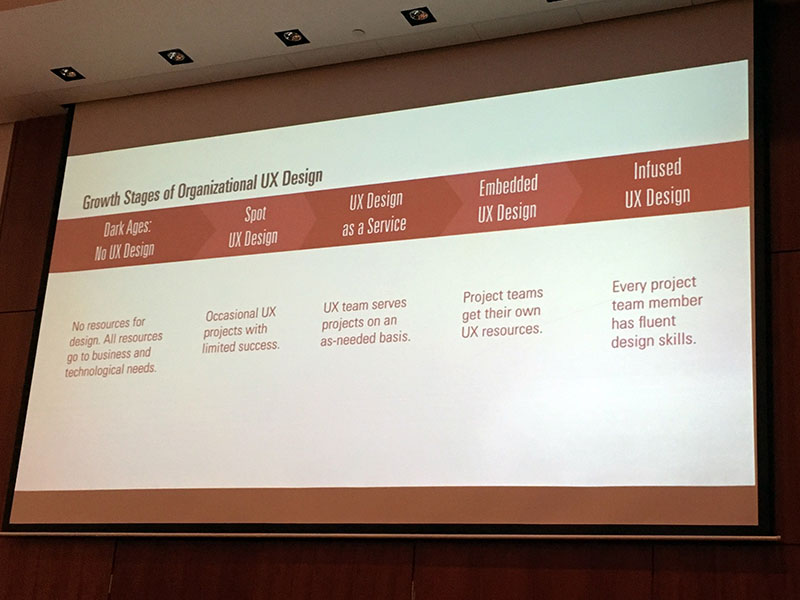 Growth Stages of Organizational UX Design
Dark Ages:
No UX Design
Spot
UX Design
UX Design
as a Service
Embedded
UX Design
Infused
UX Design
No resources for
design. All resources
go to business and
technological needs.
Occasional UX
projects with
limited success.
UX team serves
projects on an
as-needed basis.
Project teams
get their own
UX resources.
Every project
team member
has fluent
design skills.